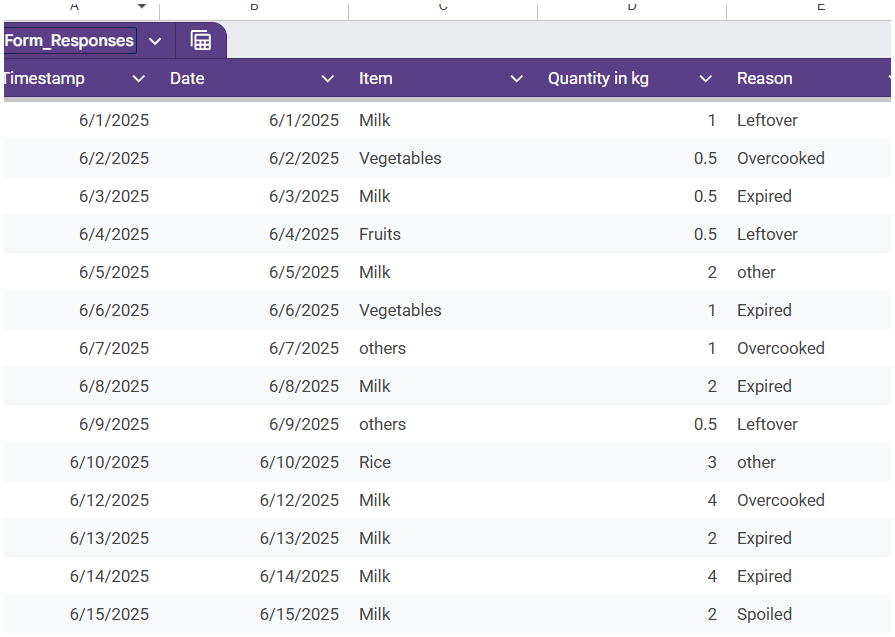 A B C D E
Form_Responses
Timestamp Date Item Quantity in kg Reason
6/1/2025 6/1/2025 Milk 1 Leftover
6/2/2025 6/2/2025 Vegetables 0.5 Overcooked
6/3/2025 6/3/2025 Milk 0.5 Expired
6/4/2025 6/4/2025 Fruits 0.5 Leftover
6/5/2025 6/5/2025 Milk 2 other
6/6/2025 6/6/2025 Vegetables 1 Expired
6/7/2025 6/7/2025 others 1 Overcooked
6/8/2025 6/8/2025 Milk 2 Expired
6/9/2025 6/9/2025 others 0.5 Leftover
6/10/2025 6/10/2025 Rice 3 other
6/12/2025 6/12/2025 Milk 4 Overcooked
6/13/2025 6/13/2025 Milk 2 Expired
6/14/2025 6/14/2025 Milk 4 Expired
6/15/2025 6/15/2025 Milk 2 Spoiled